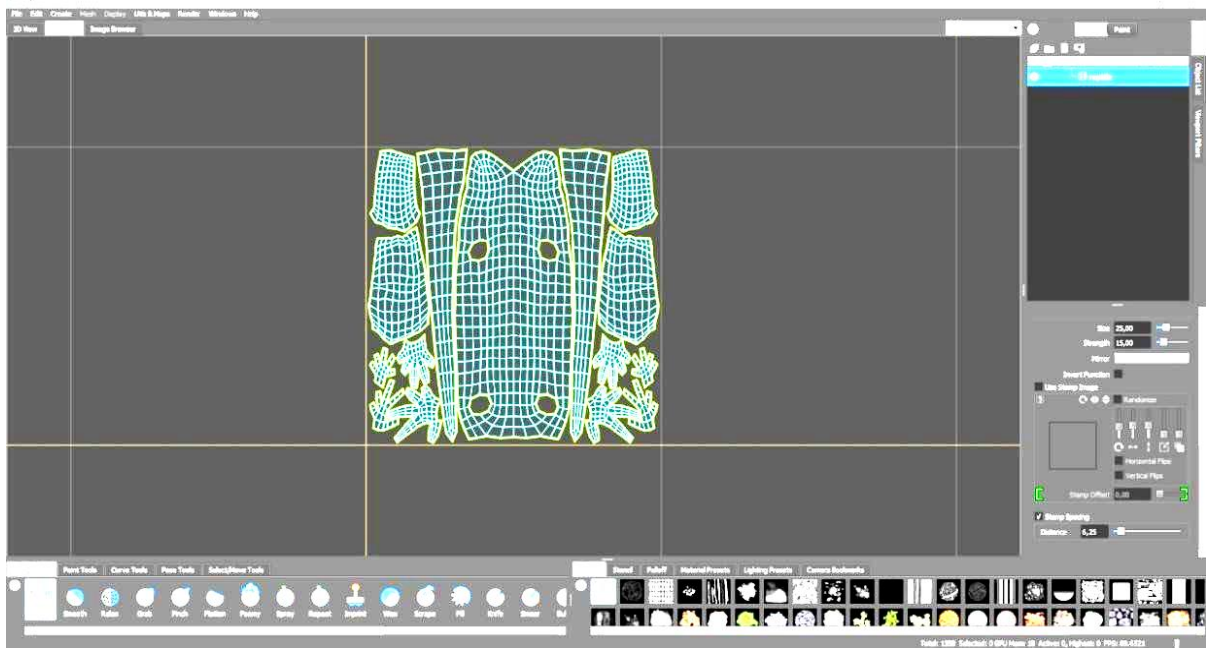 File Edit Create Mesh Display UVs & Maps Render Windows Help
3D View Image Browser
Paint
Object List
Viewport Filters
Size 25,00
Strength 15,00
Mirror
Invert Function
Use Stamp Image
Randomize
Horizontal Flips
Vertical Flips
Stamp Offset 0,00
Stamp Spacing
Distance 6,25
Paint Tools Curve Tools Pose Tools Select/Move Tools
Smooth Relax Grab Pinch Flatten Foamy Spray Repeat Imprint Wax Scrape Fill Knife Smear
Stencil Falloff Material Presets Lighting Presets Camera Bookmarks